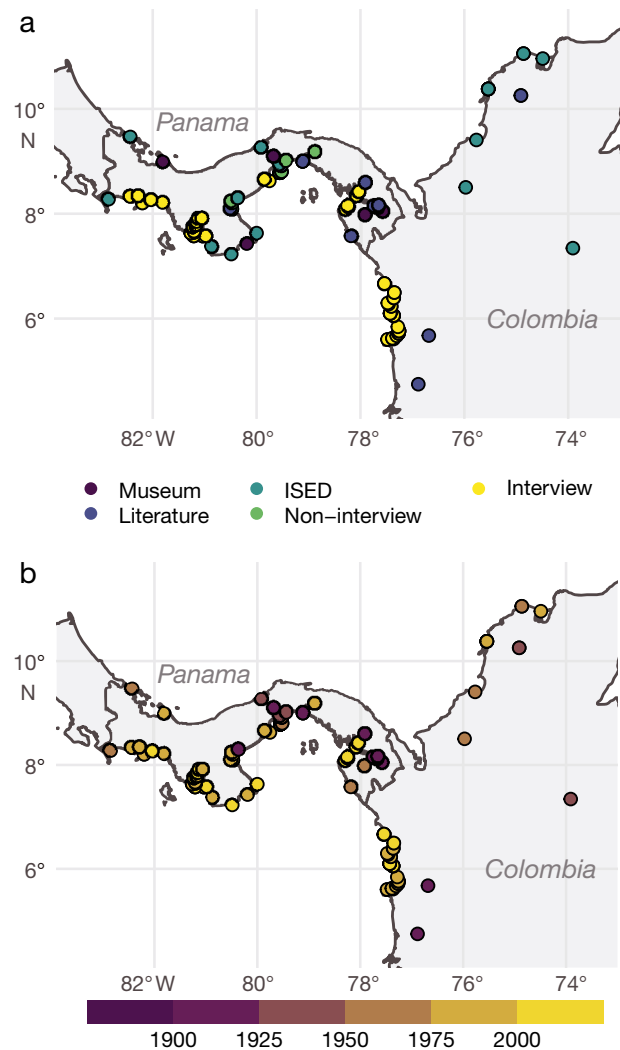 a
Panama
10°
N
8°
6°
Colombia
82°W 80° 78° 76° 74°
Museum ISED Interview
Literature Non−interview
b
Panama
10°
N
8°
6°
Colombia
82°W 80° 78° 76° 74°
1900 1925 1950 1975 2000